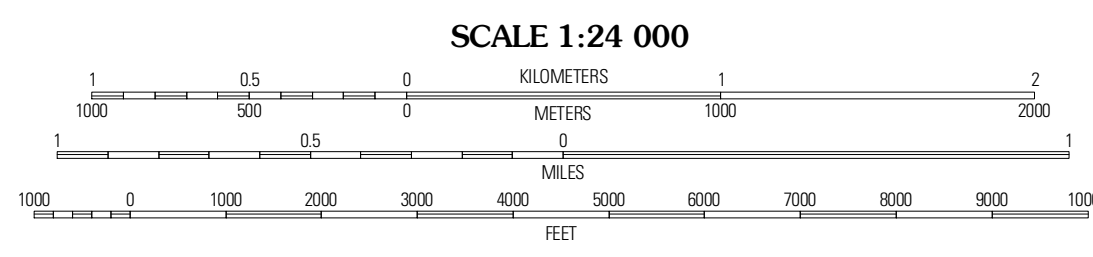 SCALE 1:24 000
1 0.5 0 KILOMETERS 1 2
1000 500 0 METERS 1000 2000
1 0.5 0 1
MILES
1000 0 1000 2000 3000 4000 5000 6000 7000 8000 9000
FEET